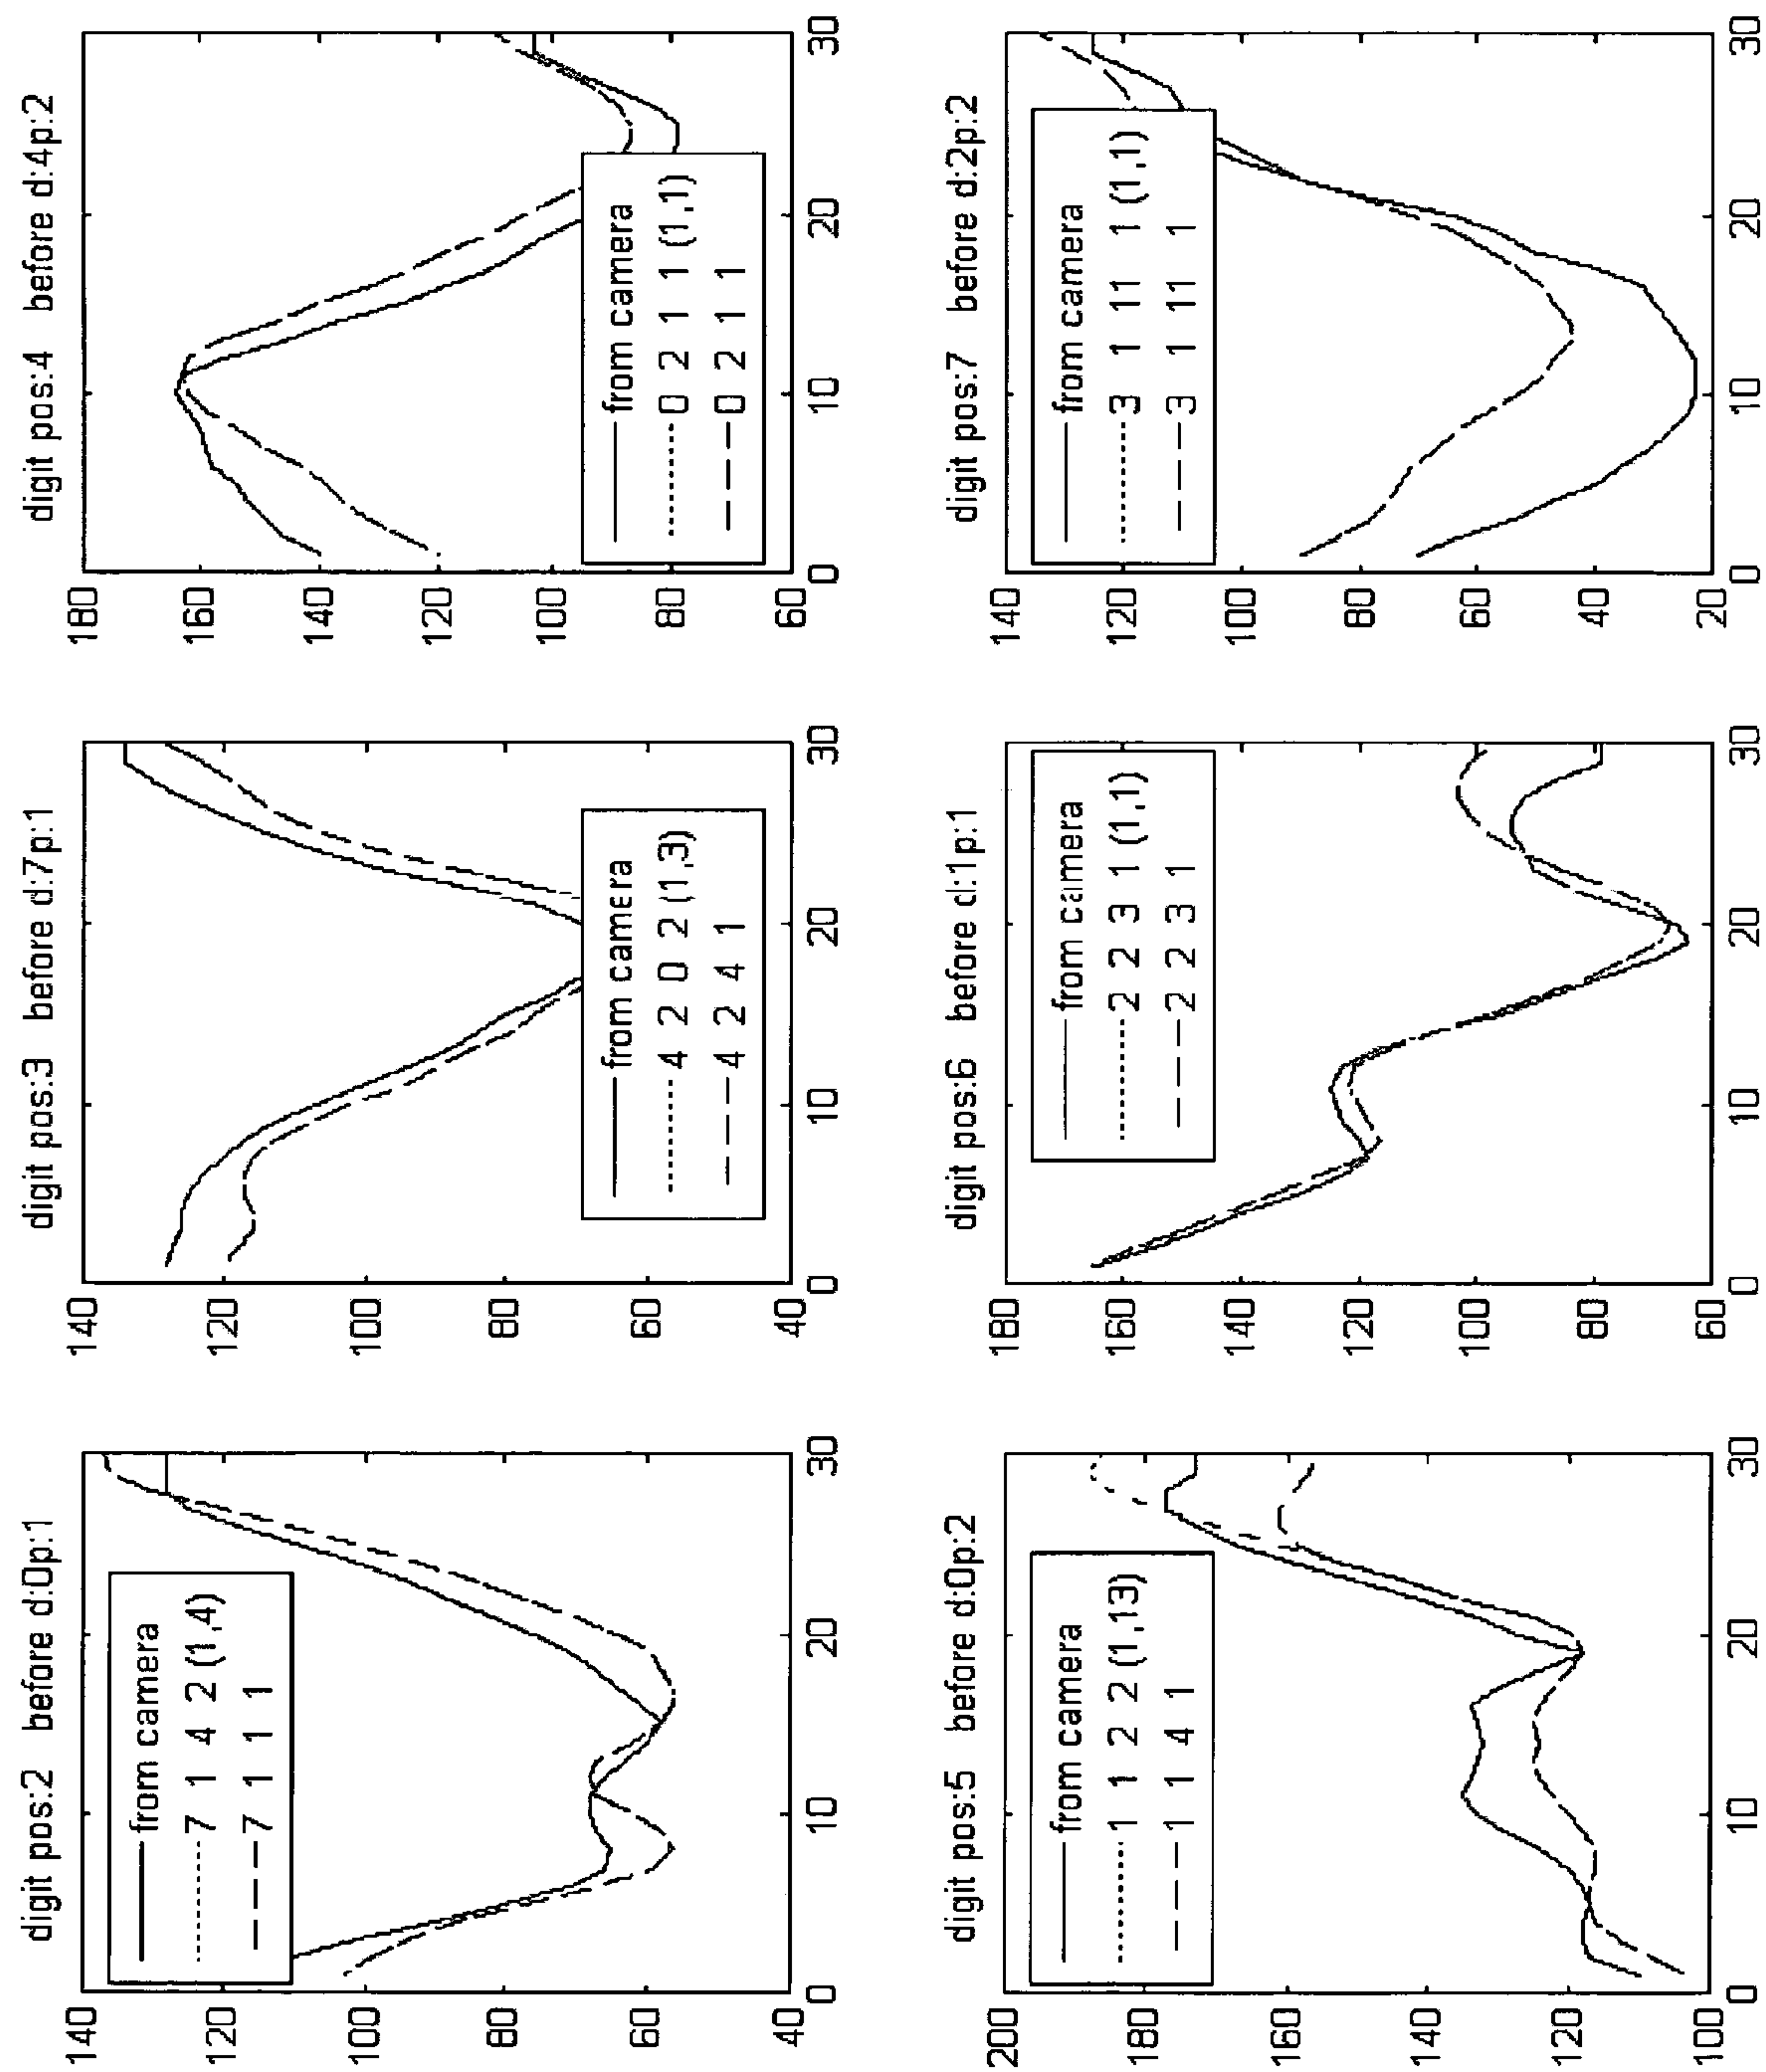 digit pos:2 before d:0p:1
140
120
100
80
60
40
from camera
7 1 4 2 (1,4)
7 1 1 1
0 10 20 30
digit pos:3 before d:7p:1
140
120
100
80
60
40
from camera
4 2 0 2 (1,3)
4 2 4 1
0 10 20 30
digit pos:4 before d:4p:2
180
160
140
120
100
80
60
from camera
0 2 1 1 (1,1)
0 2 1 1
0 10 20 30
digit pos:5 before d:0p:2
200
180
160
140
120
100
from camera
1 1 2 2 (1,13)
1 1 4 1
0 10 20 30
digit pos:6 before d:1p:1
180
160
140
120
100
80
60
from camera
2 2 3 1 (1,1)
2 2 3 1
0 10 20 30
digit pos:7 before d:2p:2
140
120
100
80
60
40
20
from camera
3 1 11 1 (1,1)
3 1 11 1
0 10 20 30